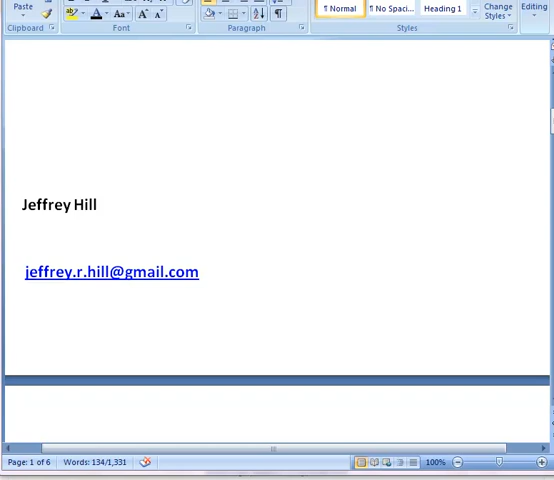 Paste
Normal
No Spaci...
Heading 1
Change
Styles
Editing
Clipboard
Font
Paragraph
Styles
Jeffrey Hill
jeffrey.r.hill@gmail.com
Page: 1 of 6
Words: 134/1,331
100%